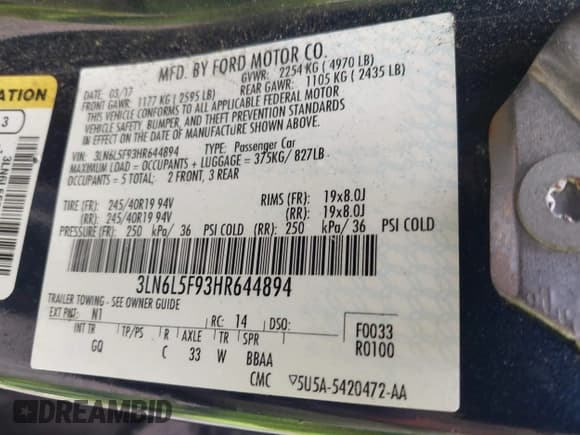 MFD. BY FORD MOTOR CO.
DATE: 03/17 GVWR: 2254 KG ( 4970 LB)
FRONT GAWR: 1177 KG ( 2595 LB) REAR GAWR: 1105 KG ( 2435 LB)
THIS VEHICLE CONFORMS TO ALL APPLICABLE FEDERAL MOTOR
VEHICLE SAFETY, BUMPER, AND THEFT PREVENTION STANDARDS
IN EFFECT ON THE DATE OF MANUFACTURE SHOWN ABOVE.
VIN: 3LN6L5F93HR644894 TYPE: Passenger Car
MAXIMUM LOAD = OCCUPANTS + LUGGAGE = 375KG/ 827LB
OCCUPANTS = 5 TOTAL: 2 FRONT, 3 REAR
TIRE (FR): 245/40R19 94V RIMS (FR): 19x8.0J
(RR): 245/40R19 94V (RR): 19x8.0J
PRESSURE (FR): 250 kPa/ 36 PSI COLD (RR): 250 kPa/ 36 PSI COLD
3LN6L5F93HR644894
TRAILER TOWING - SEE OWNER GUIDE
EXT PNT: N1 RC: 14 DSO: F0033
INT TR TP/PS R AXLE TR SPR R0100
GQ C 33 W BBAA
CMC ▽5U5A-5420472-AA
ATION
3